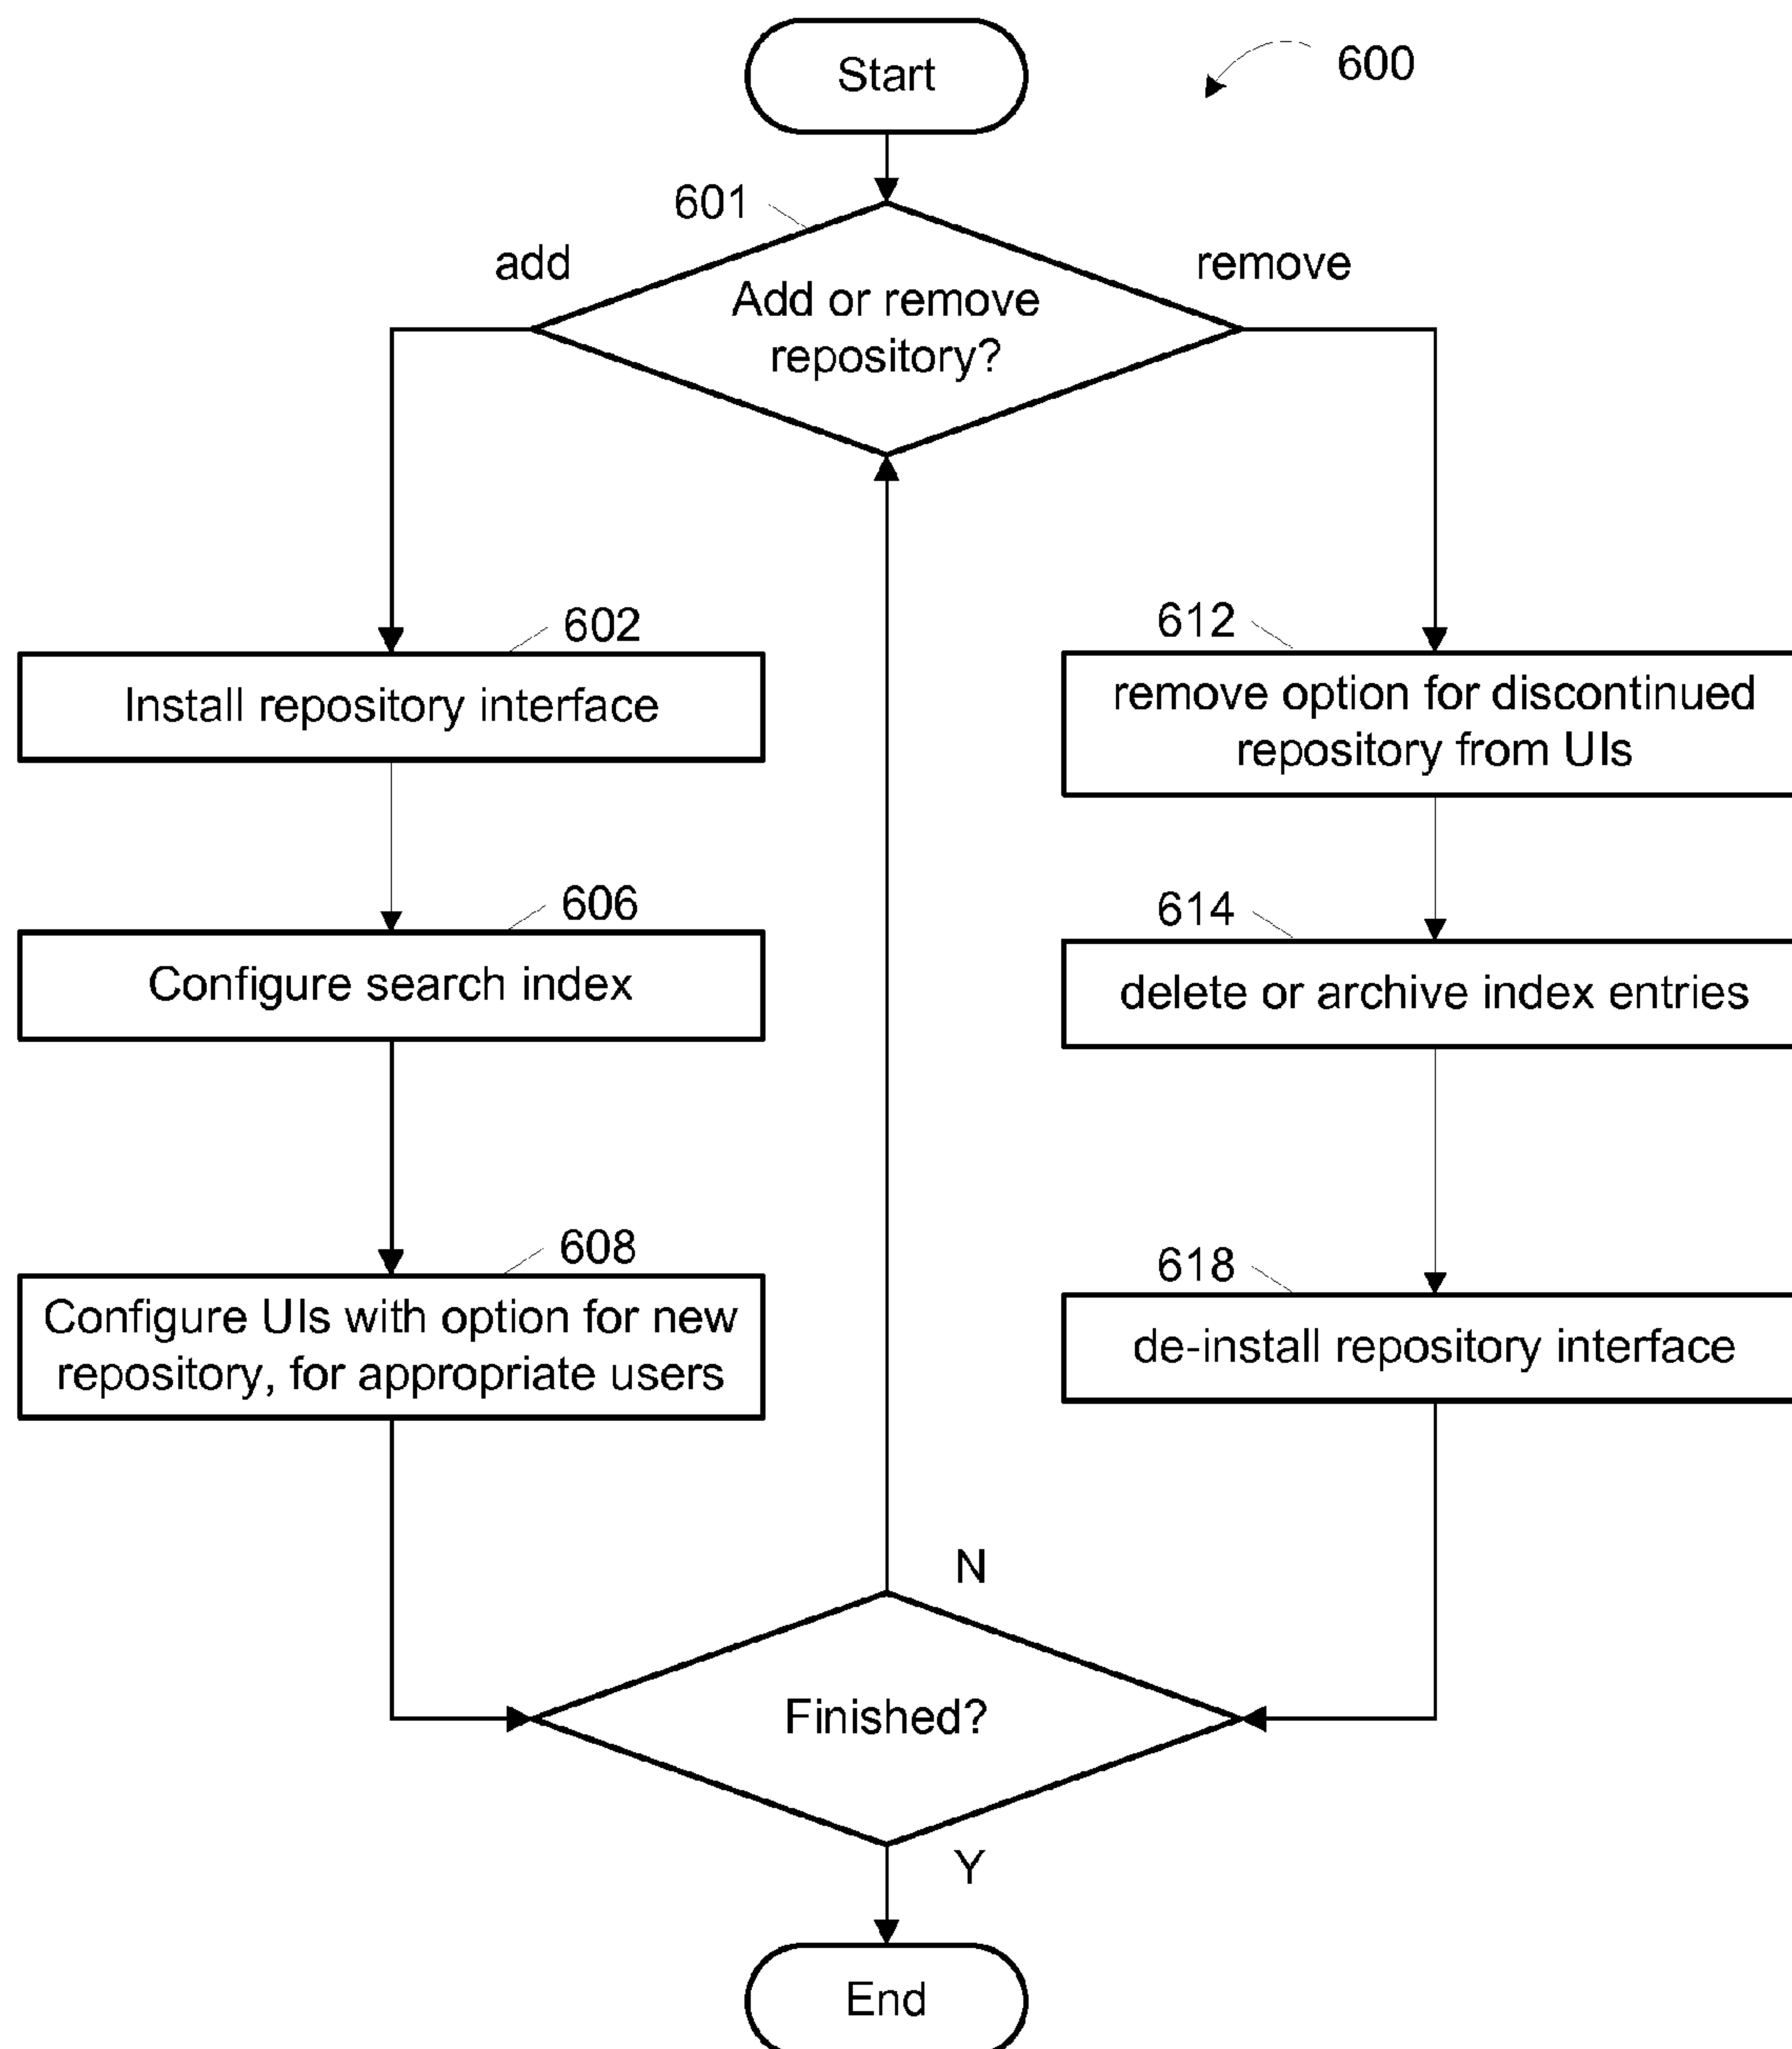 Start
600
601
add
remove
Add or remove
repository?
602
Install repository interface
612
remove option for discontinued
repository from UIs
606
Configure search index
614
delete or archive index entries
608
Configure UIs with option for new
repository, for appropriate users
618
de-install repository interface
N
Finished?
Y
End